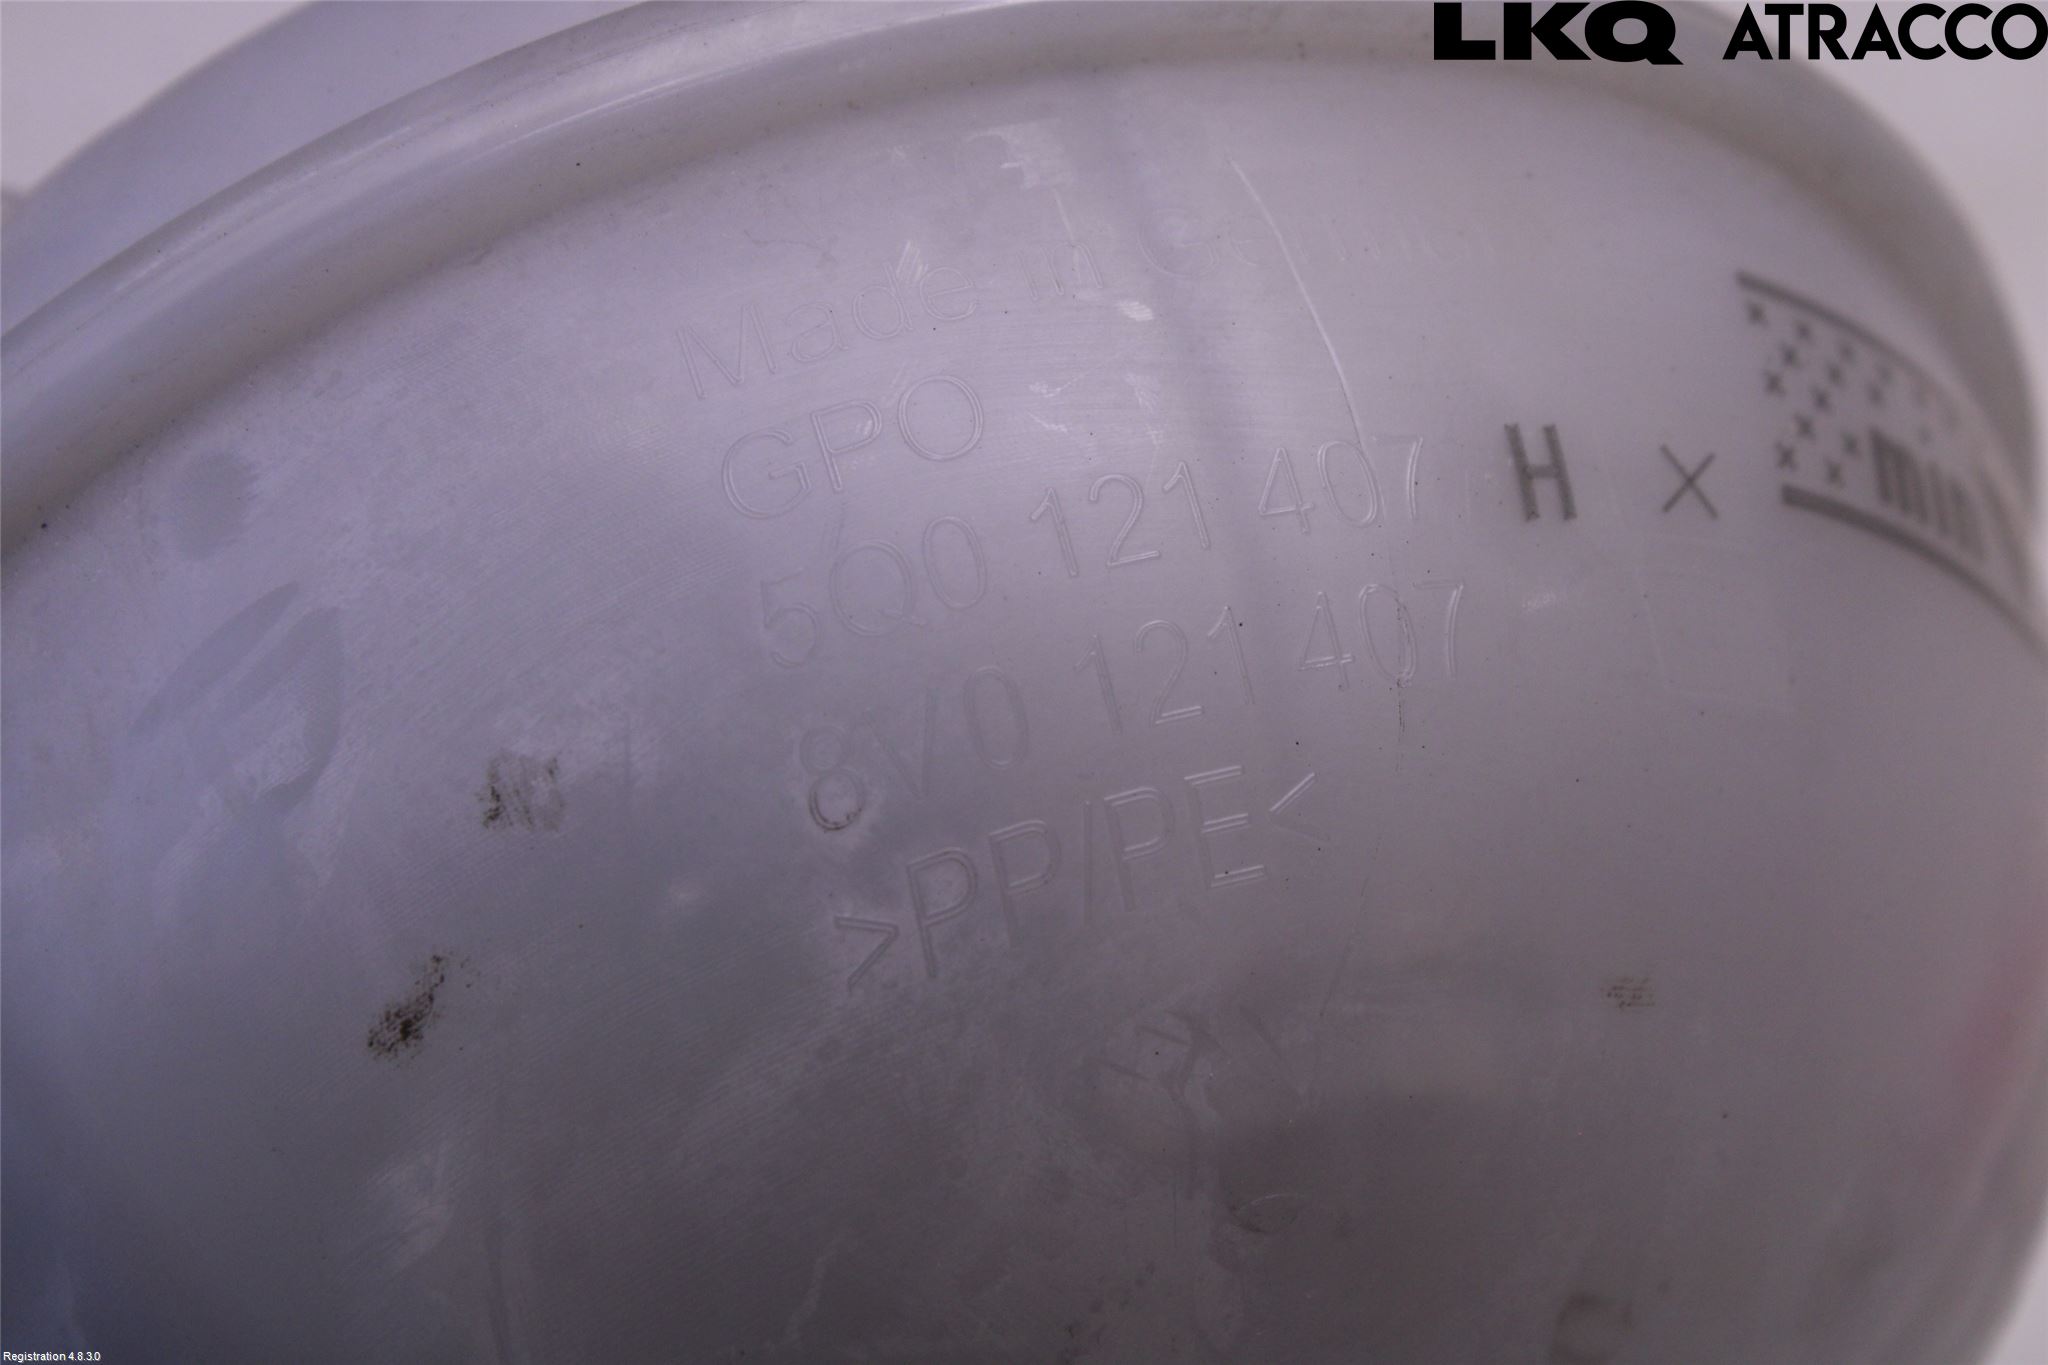 LKQ ATRACCO
Made in Germany
GPO
5Q0 121 407 H X
8V0 121 407
>PP/PE<
min
Registration 4.8.3.0